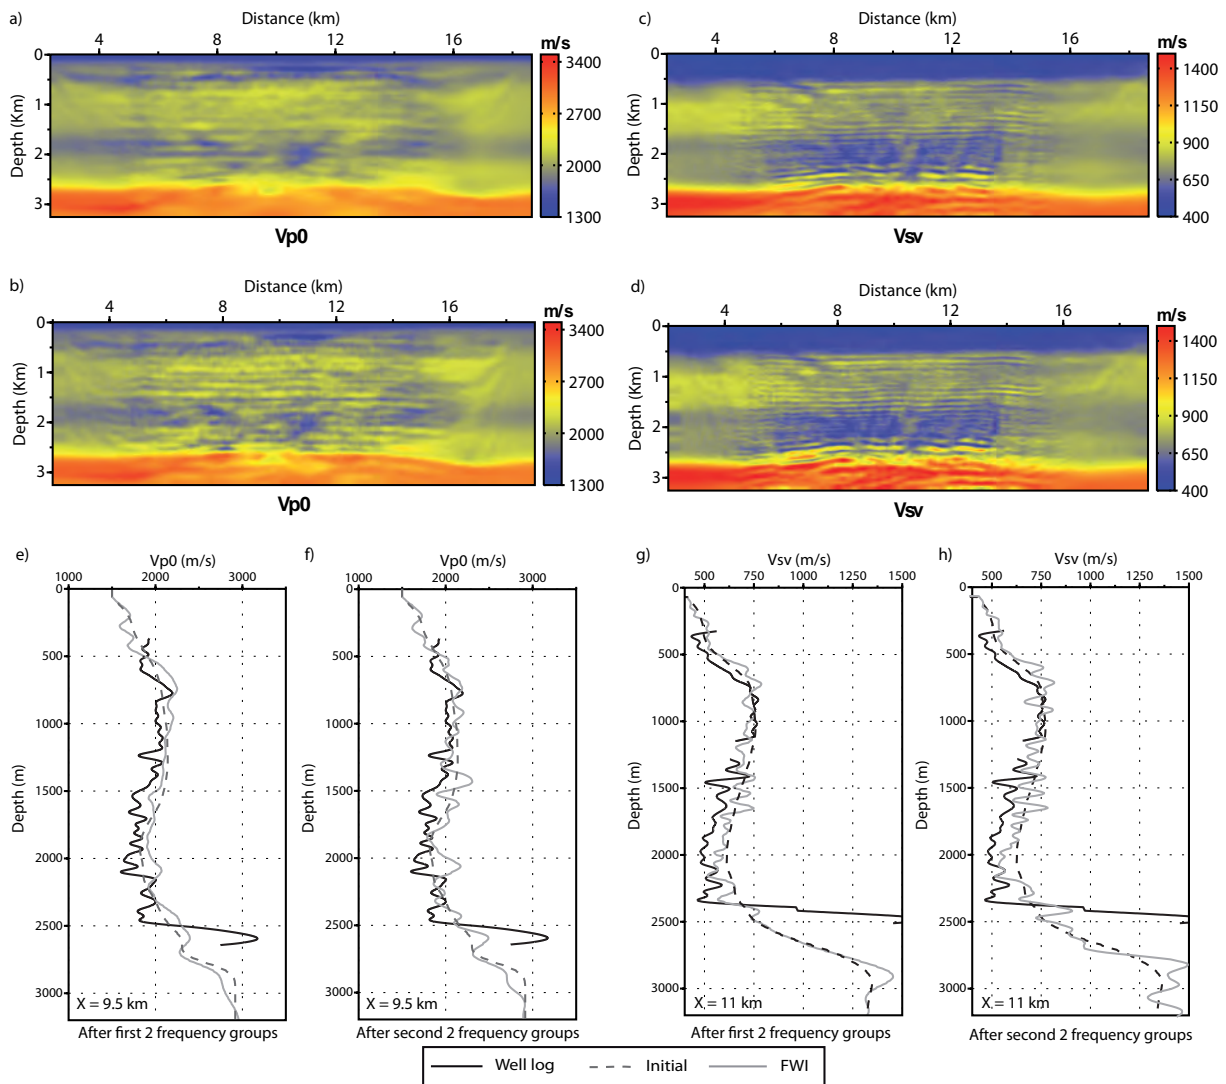 a)
Distance (km)
4 8 12 16
m/s
0
1
2
3
Depth (Km)
3400
2700
2000
1300
Vp0
c)
Distance (km)
4 8 12 16
m/s
0
1
2
3
Depth (Km)
1400
1150
900
650
400
Vsv
b)
Distance (km)
4 8 12 16
m/s
0
1
2
3
Depth (Km)
3400
2700
2000
1300
Vp0
d)
Distance (km)
4 8 12 16
m/s
0
1
2
3
Depth (Km)
1400
1150
900
650
400
Vsv
e)
Vp0 (m/s)
1000 2000 3000
0
500
1000
1500
2000
2500
3000
Depth (m)
X = 9.5 km
After first 2 frequency groups
f)
Vp0 (m/s)
1000 2000 3000
0
500
1000
1500
2000
2500
3000
Depth (m)
X = 9.5 km
After second 2 frequency groups
g)
Vsv (m/s)
500 750 1000 1250 1500
0
500
1000
1500
2000
2500
3000
Depth (m)
X = 11 km
After first 2 frequency groups
h)
Vsv (m/s)
500 750 1000 1250 1500
0
500
1000
1500
2000
2500
3000
Depth (m)
X = 11 km
After second 2 frequency groups
Well log Initial FWI